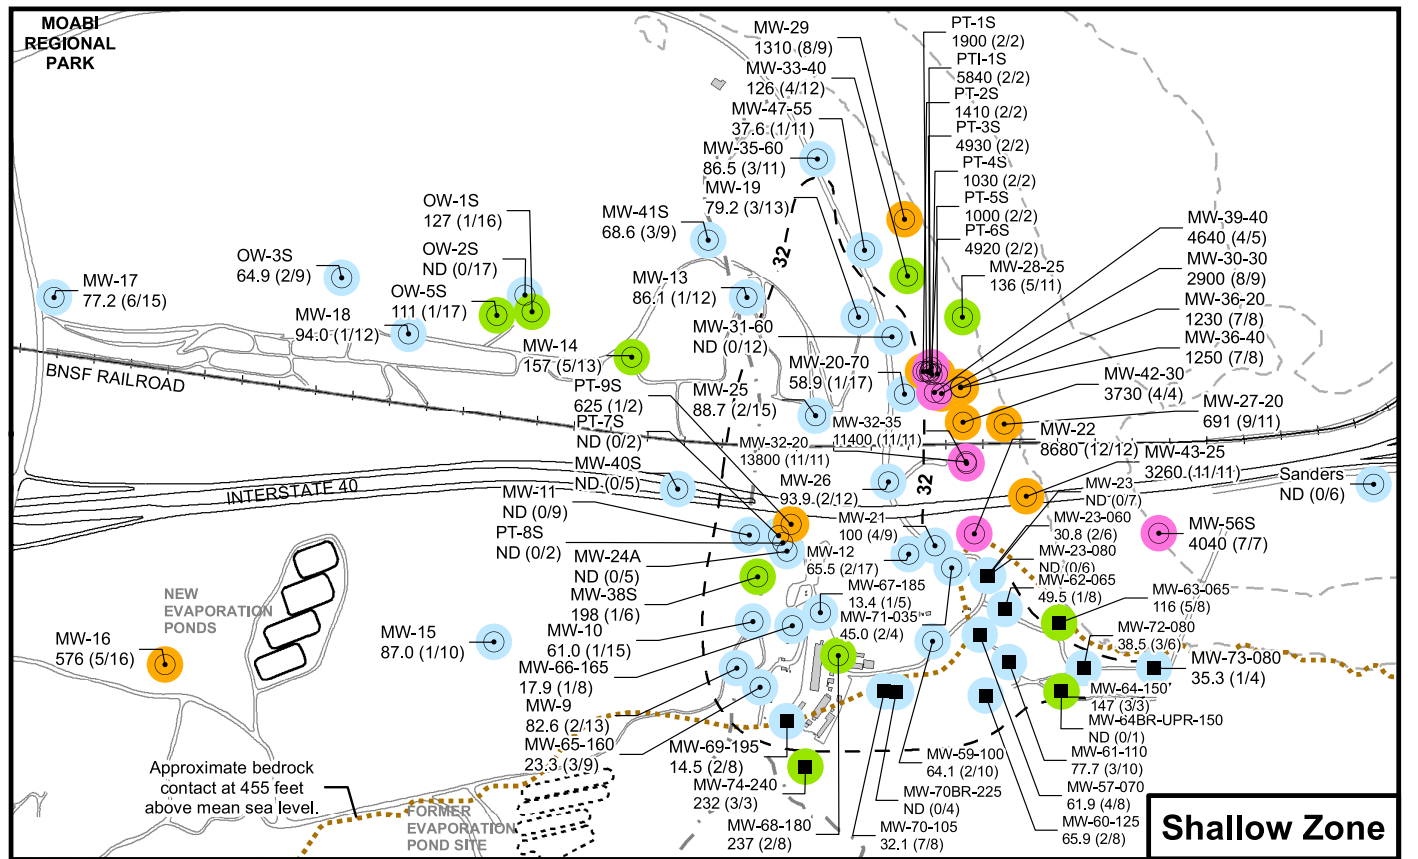 MOABI
REGIONAL
PARK
MW-29
1310 (8/9)
MW-33-40
126 (4/12)
MW-47-55
37.6 (1/11)
MW-35-60
86.5 (3/11)
MW-19
79.2 (3/13)
PT-1S
1900 (2/2)
PTI-1S
5840 (2/2)
PT-2S
1410 (2/2)
PT-3S
4930 (2/2)
PT-4S
1030 (2/2)
PT-5S
1000 (2/2)
PT-6S
4920 (2/2)
MW-28-25
136 (5/11)
MW-39-40
4640 (4/5)
MW-30-30
2900 (8/9)
MW-36-20
1230 (7/8)
MW-36-40
1250 (7/8)
MW-42-30
3730 (4/4)
MW-27-20
691 (9/11)
MW-22
8680 (12/12)
MW-43-25
3260 (11/11)
Sanders
ND (0/6)
MW-56S
4040 (7/7)
OW-1S
127 (1/16)
OW-2S
ND (0/17)
OW-3S
64.9 (2/9)
OW-5S
111 (1/17)
MW-17
77.2 (6/15)
MW-18
94.0 (1/12)
MW-41S
68.6 (3/9)
MW-13
86.1 (1/12)
MW-31-60
ND (0/12)
MW-14
157 (5/13)
MW-20-70
58.9 (1/17)
MW-25
88.7 (2/15)
32
BNSF RAILROAD
PT-9S
625 (1/2)
PT-7S
ND (0/2)
MW-32-35
11400 (11/11)
MW-32-20
13800 (11/11)
MW-40S
ND (0/5)
MW-26
93.9 (2/12)
32
INTERSTATE 40
MW-11
ND (0/9)
PT-8S
ND (0/2)
MW-24A
ND (0/5)
MW-38S
198 (1/6)
MW-21
100 (4/9)
MW-12
65.5 (2/17)
MW-23
ND (0/7)
MW-23-060
30.8 (2/6)
MW-23-080
ND (0/6)
MW-62-065
49.5 (1/8)
MW-63-065
116 (5/8)
MW-67-185
13.4 (1/5)
MW-71-035
45.0 (2/4)
MW-72-080
38.5 (3/6)
MW-73-080
35.3 (1/4)
NEW
EVAPORATION
PONDS
MW-16
576 (5/16)
MW-15
87.0 (1/10)
MW-10
61.0 (1/15)
MW-66-165
17.9 (1/8)
MW-9
82.6 (2/13)
MW-65-160
23.3 (3/9)
MW-69-195
14.5 (2/8)
MW-74-240
232 (3/3)
MW-68-180
237 (2/8)
MW-59-100
64.1 (2/10)
MW-70BR-225
ND (0/4)
MW-70-105
32.1 (7/8)
MW-64-150
147 (3/3)
MW-64BR-UPR-150
ND (0/1)
MW-61-110
77.7 (3/10)
MW-57-070
61.9 (4/8)
MW-60-125
65.9 (2/8)
Approximate bedrock
contact at 455 feet
above mean sea level.
FORMER
EVAPORATION
POND SITE
Shallow Zone